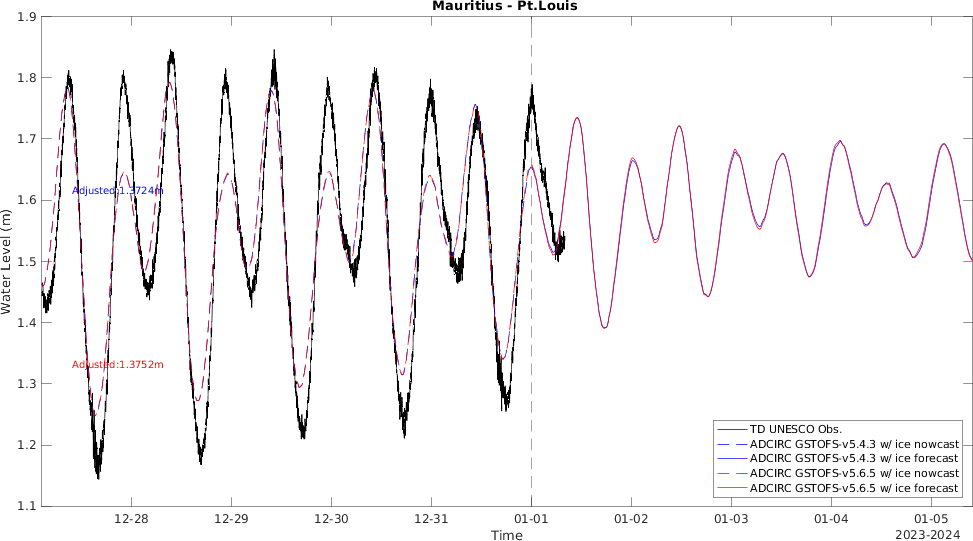 Mauritius - Pt.Louis
1.9
1.8
1.7
1.6
1.5
1.4
1.3
1.2
1.1
Water Level (m)
Adjusted:1.3724m
Adjusted:1.3752m
TD UNESCO Obs.
ADCIRC GSTOFS-v5.4.3 w/ ice nowcast
ADCIRC GSTOFS-v5.4.3 w/ ice forecast
ADCIRC GSTOFS-v5.6.5 w/ ice nowcast
ADCIRC GSTOFS-v5.6.5 w/ ice forecast
12-28 12-29 12-30 12-31 01-01 01-02 01-03 01-04 01-05
Time
2023-2024